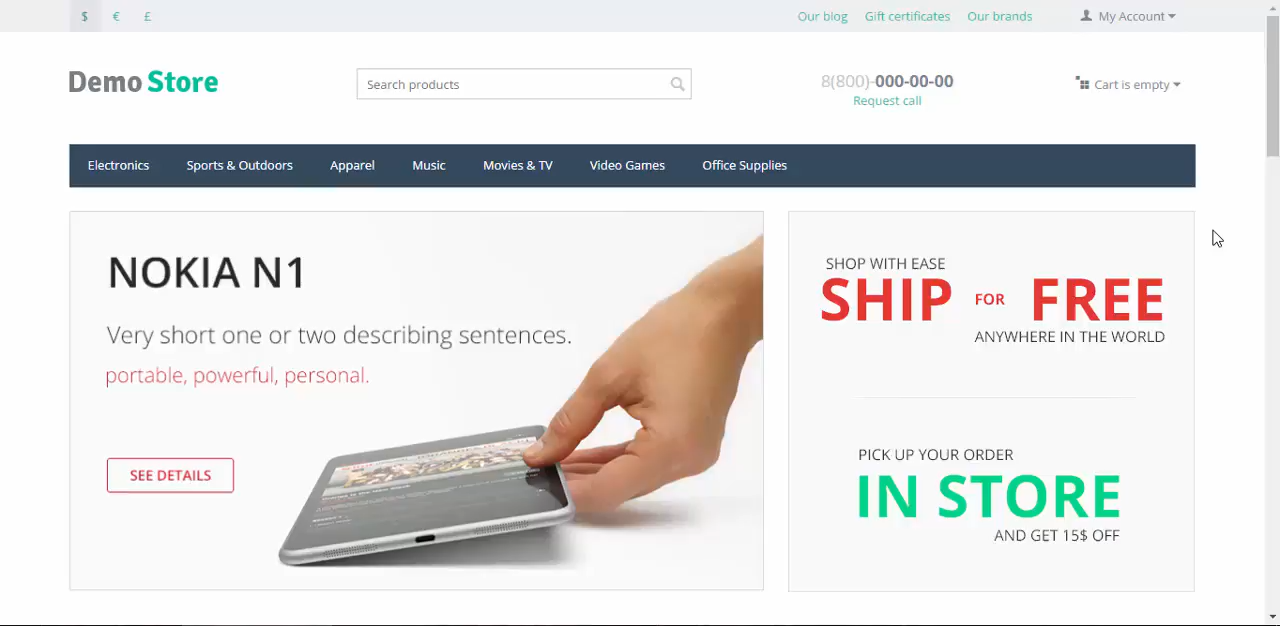 $ € £ Our blog Gift certificates Our brands My Account
Demo Store Search products 8(800)-000-00-00 Cart is empty
Request call
Electronics Sports & Outdoors Apparel Music Movies & TV Video Games Office Supplies
NOKIA N1
Very short one or two describing sentences.
portable, powerful, personal.
SEE DETAILS
SHOP WITH EASE
SHIP FOR FREE
ANYWHERE IN THE WORLD
PICK UP YOUR ORDER
IN STORE
AND GET 15$ OFF